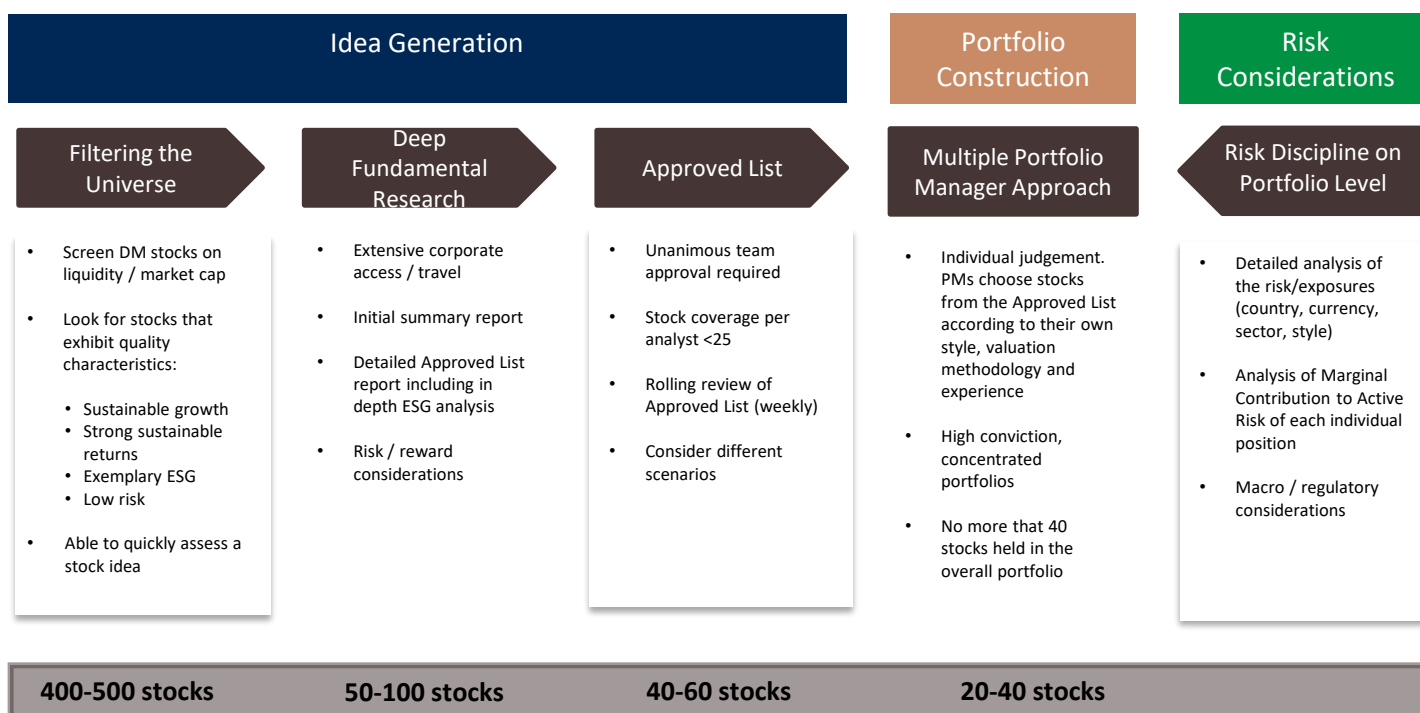 Idea Generation
Portfolio
Construction
Risk
Considerations
Filtering the
Universe
Deep
Fundamental
Research
Approved List
Multiple Portfolio
Manager Approach
Risk Discipline on
Portfolio Level
• Screen DM stocks on
liquidity / market cap
• Look for stocks that
exhibit quality
characteristics:
• Sustainable growth
• Strong sustainable
returns
• Exemplary ESG
• Low risk
• Able to quickly assess a
stock idea
• Extensive corporate
access / travel
• Initial summary report
• Detailed Approved List
report including in
depth ESG analysis
• Risk / reward
considerations
• Unanimous team
approval required
• Stock coverage per
analyst <25
• Rolling review of
Approved List (weekly)
• Consider different
scenarios
• Individual judgement.
PMs choose stocks
from the Approved List
according to their own
style, valuation
methodology and
experience
• High conviction,
concentrated
portfolios
• No more that 40
stocks held in the
overall portfolio
• Detailed analysis of
the risk/exposures
(country, currency,
sector, style)
• Analysis of Marginal
Contribution to Active
Risk of each individual
position
• Macro / regulatory
considerations
400-500 stocks
50-100 stocks
40-60 stocks
20-40 stocks